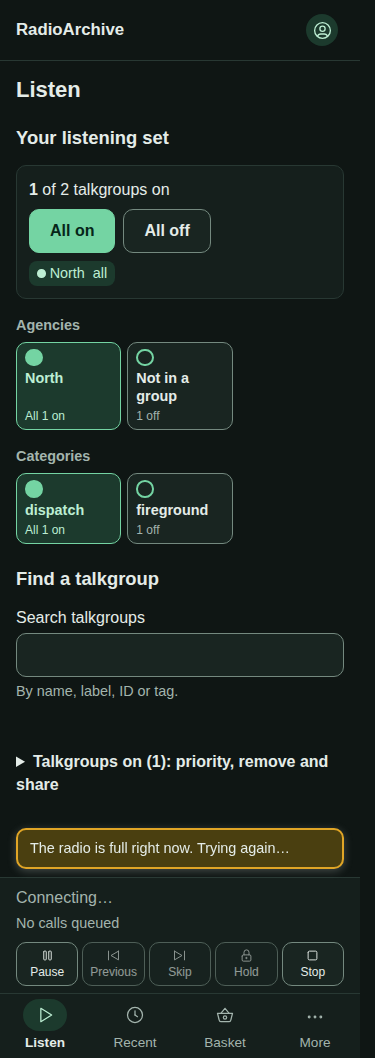 RadioArchive
Listen
Your listening set
1 of 2 talkgroups on
All on All off
North all
Agencies
North
All 1 on
Not in a
group
1 off
Categories
dispatch
All 1 on
fireground
1 off
Find a talkgroup
Search talkgroups
By name, label, ID or tag.
Talkgroups on (1): priority, remove and
share
The radio is full right now. Trying again…
Connecting…
No calls queued
Pause Previous Skip Hold Stop
Listen Recent Basket More